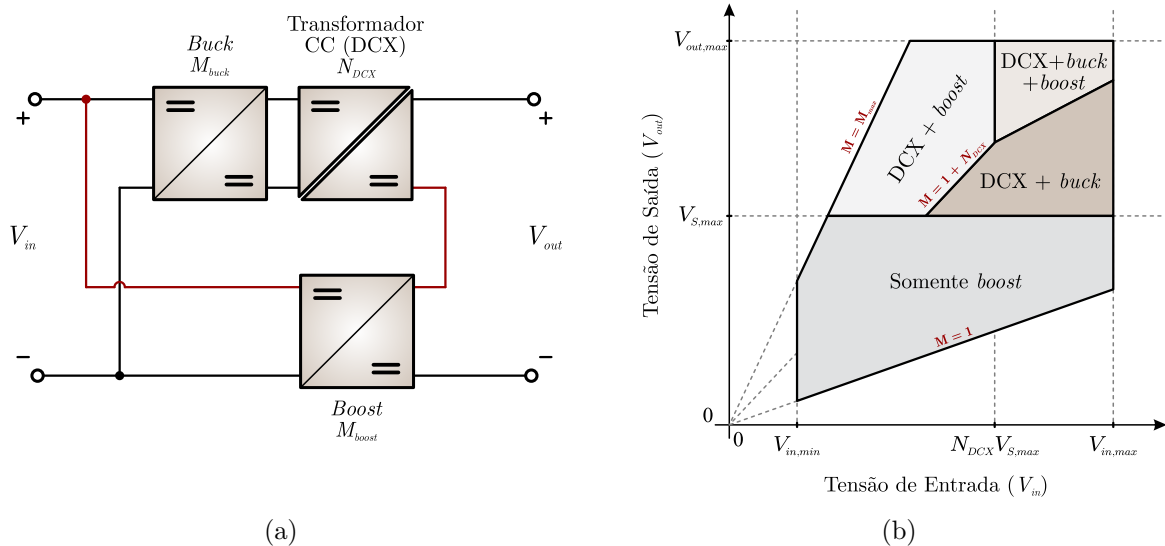 Transformador
CC (DCX)
N_DCX
Buck
M_buck
+
+
V_in
V_out
−
−
Boost
M_boost
(a)
Tensão de Saída (V_out)
V_out,max
V_S,max
0
0
M = M_max
DCX + boost
DCX+buck
+boost
M = 1 + N_DCX
DCX + buck
Somente boost
M = 1
V_in,min
N_DCX V_S,max
V_in,max
Tensão de Entrada (V_in)
(b)